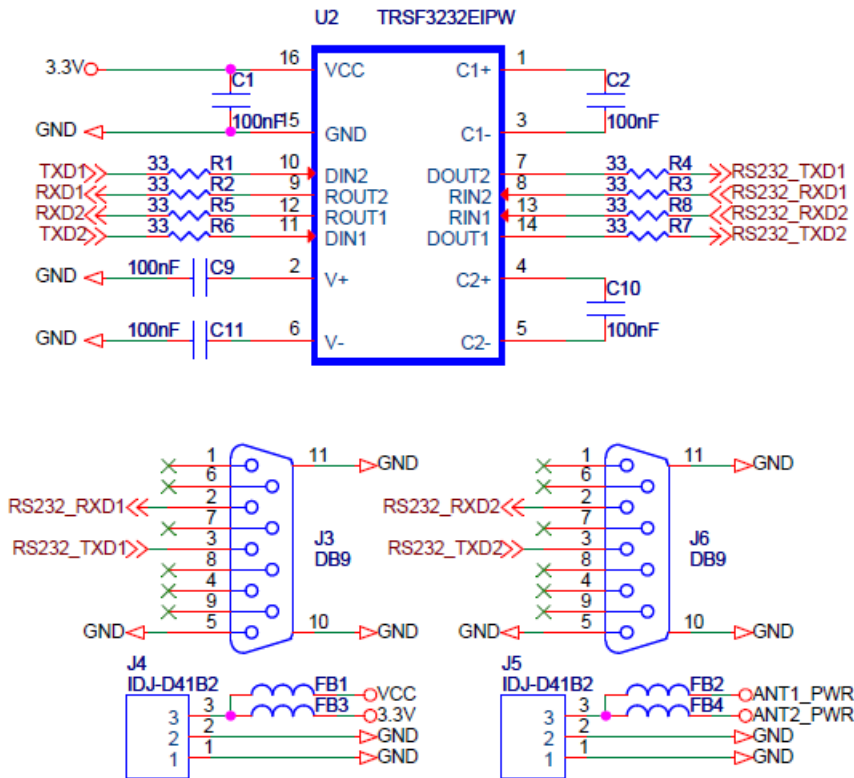 U2 TRSF3232EIPW
3.3V 16 VCC C1+ 1
C1 C2
100nF 100nF
GND 15 GND C1- 3
TXD1 33 R1 10 DIN2 DOUT2 7 33 R4 RS232_TXD1
RXD1 33 R2 9 ROUT2 RIN2 8 33 R3 RS232_RXD1
RXD2 33 R5 12 ROUT1 RIN1 13 33 R8 RS232_RXD2
TXD2 33 R6 11 DIN1 DOUT1 14 33 R7 RS232_TXD2
GND 100nF C9 2 V+ C2+ 4
C10
100nF
GND 100nF C11 6 V- C2- 5
1 11 GND
6
RS232_RXD1 2
7
RS232_TXD1 3
8
4
9
GND 5 10 GND
J3
DB9
1 11 GND
6
RS232_RXD2 2
7
RS232_TXD2 3
8
4
9
GND 5 10 GND
J6
DB9
J4
IDJ-D41B2
FB1 VCC
3 3 FB3 3.3V
2 2 GND
1 1 GND
J5
IDJ-D41B2
FB2 ANT1_PWR
3 3 FB4 ANT2_PWR
2 2 GND
1 1 GND